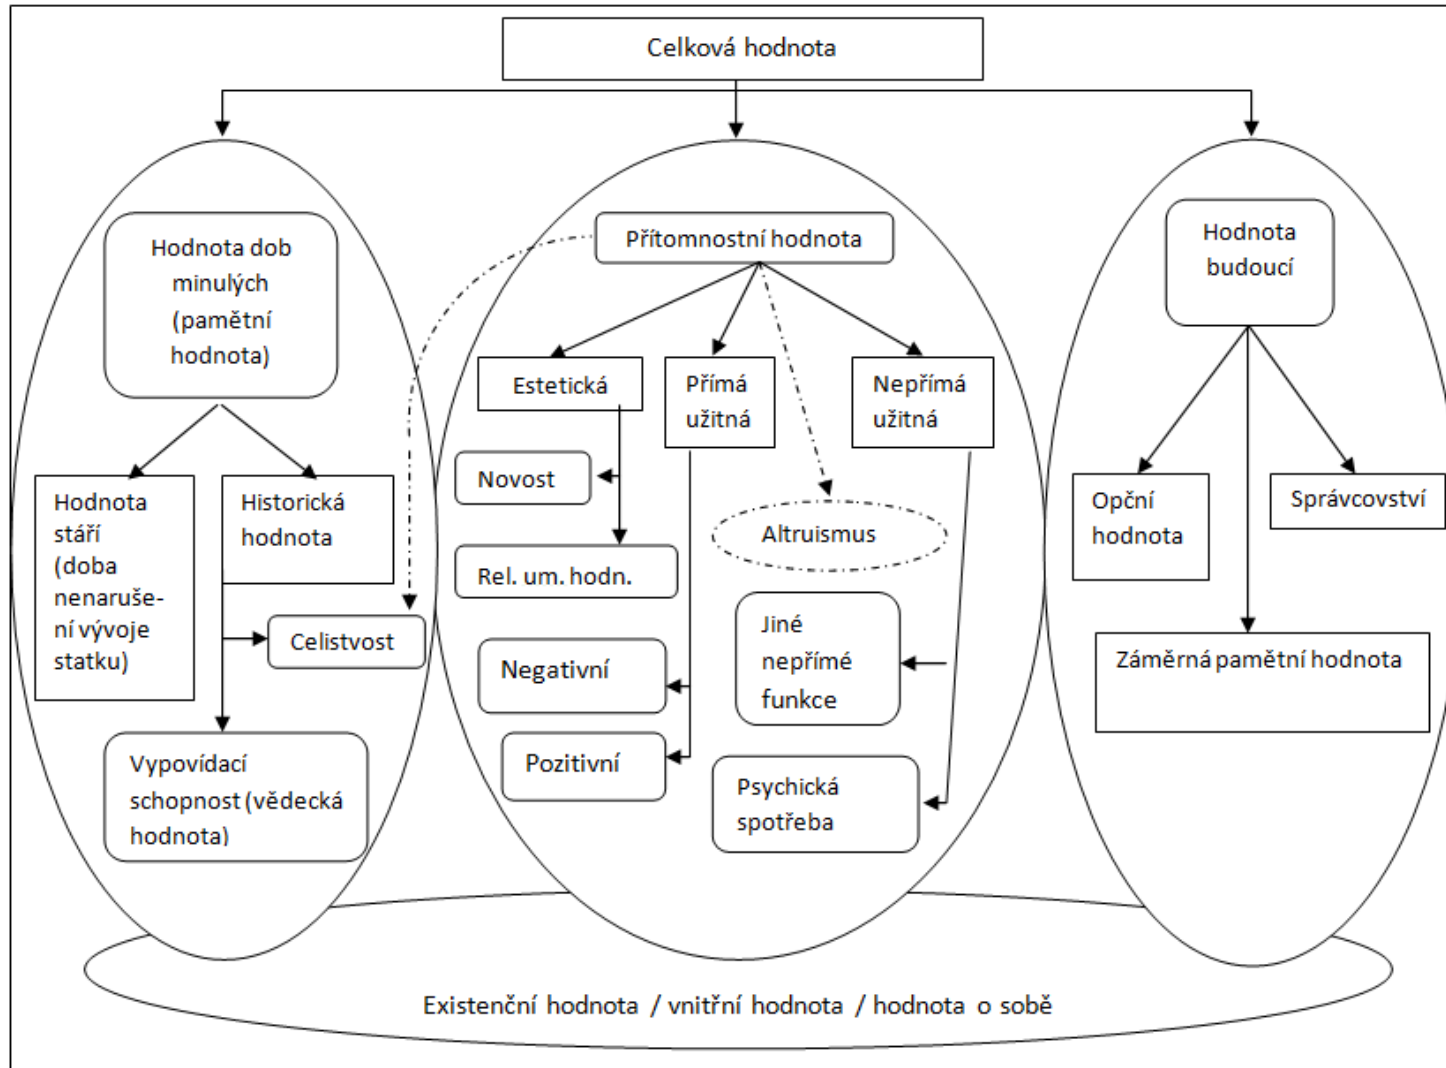 Celková hodnota
Hodnota dob
minulých
(pamětní
hodnota)
Přítomnostní hodnota
Hodnota
budoucí
Estetická
Přímá
užitná
Nepřímá
užitná
Hodnota
stáří
(doba
nenaruše-
ní vývoje
statku)
Historická
hodnota
Novost
Altruismus
Opční
hodnota
Správcovství
Rel. um. hodn.
Celistvost
Negativní
Jiné
nepřímé
funkce
Záměrná pamětní hodnota
Vypovídací
schopnost (vědecká
hodnota)
Pozitivní
Psychická
spotřeba
Existenční hodnota / vnitřní hodnota / hodnota o sobě